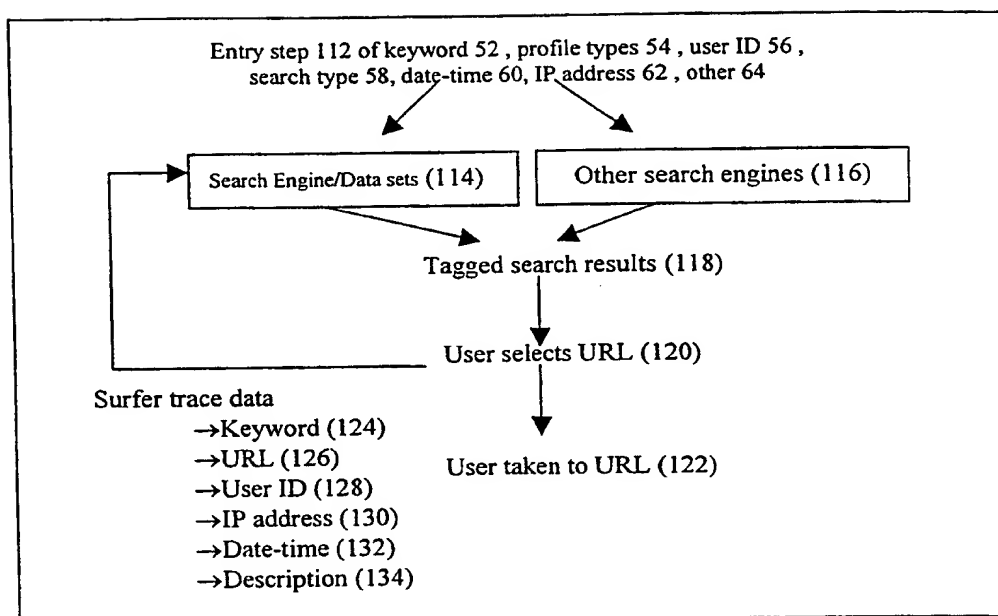 Entry step 112 of keyword 52 , profile types 54 , user ID 56 ,
search type 58, date-time 60, IP address 62 , other 64
Search Engine/Data sets (114)
Other search engines (116)
Tagged search results (118)
User selects URL (120)
Surfer trace data
→Keyword (124)
→URL (126)
User taken to URL (122)
→User ID (128)
→IP address (130)
→Date-time (132)
→Description (134)